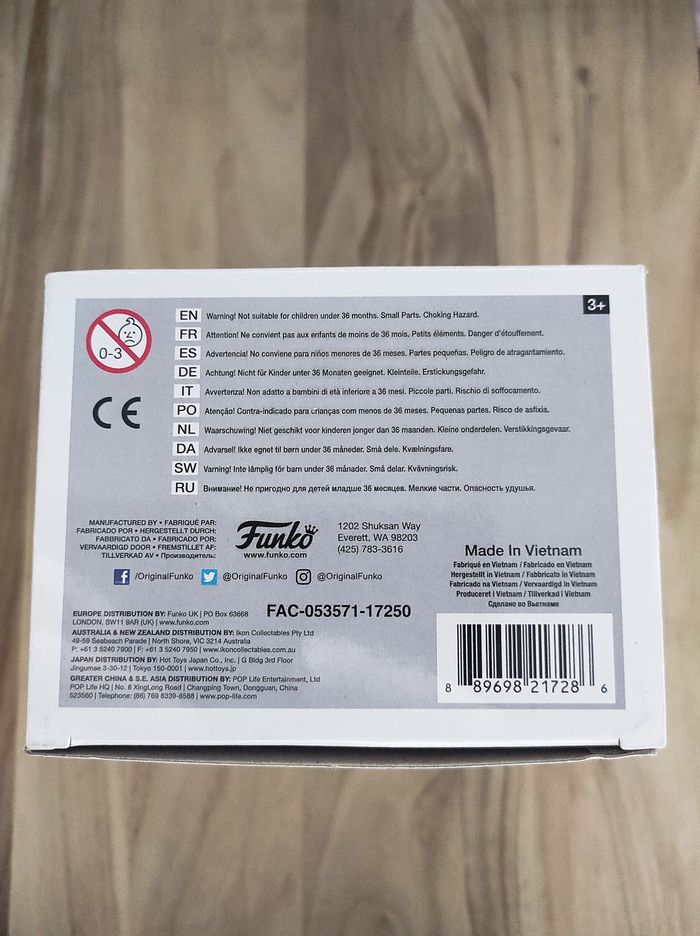 3+
0-3
EN Warning! Not suitable for children under 36 months. Small Parts. Choking Hazard.
FR Attention! Ne convient pas aux enfants de moins de 36 mois. Petits éléments. Danger d'étouffement.
ES Advertencia! No conviene para niños menores de 36 meses. Partes pequeñas. Peligro de atragantamiento.
DE Achtung! Nicht für Kinder unter 36 Monaten geeignet. Kleinteile. Erstickungsgefahr.
CE
IT Avvertenza! Non adatto a bambini di età inferiore a 36 mesi. Piccole parti. Rischio di soffocamento.
PO Atenção! Contra-indicado para crianças com menos de 36 meses. Pequenas partes. Risco de asfixia.
NL Waarschuwing! Niet geschikt voor kinderen jonger dan 36 maanden. Kleine onderdelen. Verstikkingsgevaar.
DA Advarsel! Ikke egnet til børn under 36 måneder. Små dele. Kvælningsfare.
SW Varning! Inte lämplig för barn under 36 månader. Små delar. Kvävningsrisk.
RU Внимание! Не пригодно для детей младше 36 месяцев. Мелкие части. Опасность удушья.
MANUFACTURED BY • FABRIQUÉ PAR:
FABRICADO POR • HERGESTELLT DURCH:
FABBRICATO DA • FABRICADO POR:
VERVAARDIGD DOOR • FREMSTILLET AF:
TILLVERKAD AV • Производитель:
Funko
www.funko.com
1202 Shuksan Way
Everett, WA 98203
(425) 783-3616
/OriginalFunko @OriginalFunko @OriginalFunko
Made In Vietnam
Fabriqué en Vietnam / Fabricado en Vietnam
Hergestellt in Vietnam / Fabbricato in Vietnam
Fabricado na Vietnam / Vervaardigd in Vietnam
Produceret i Vietnam / Tillverkad i Vietnam
Сделано во Вьетнаме
FAC-053571-17250
EUROPE DISTRIBUTION BY: Funko UK | PO Box 63668
LONDON, SW11 9AR (UK) | www.funko.com
AUSTRALIA & NEW ZEALAND DISTRIBUTION BY: Ikon Collectables Pty Ltd
49-59 Seabeach Parade | North Shore, VIC 3214 Australia
P: +61 3 5240 7900 | F: +61 3 5240 7950 | www.ikoncollectables.com
JAPAN DISTRIBUTION BY: Hot Toys Japan Co., Inc. | G Bldg 3rd Floor
Jingumae 3-30-12 | Tokyo 150-0001 | www.hottoys.jp
GREATER CHINA & S.E. ASIA DISTRIBUTION BY: POP Life Entertainment, Ltd
POP Life HQ | No. 6 XingLong Road | Changping Town, Dongguan, China
523560 | Telephone: (86) 769 8339-8588 | www.pop-life.com
8 89698 21728 6